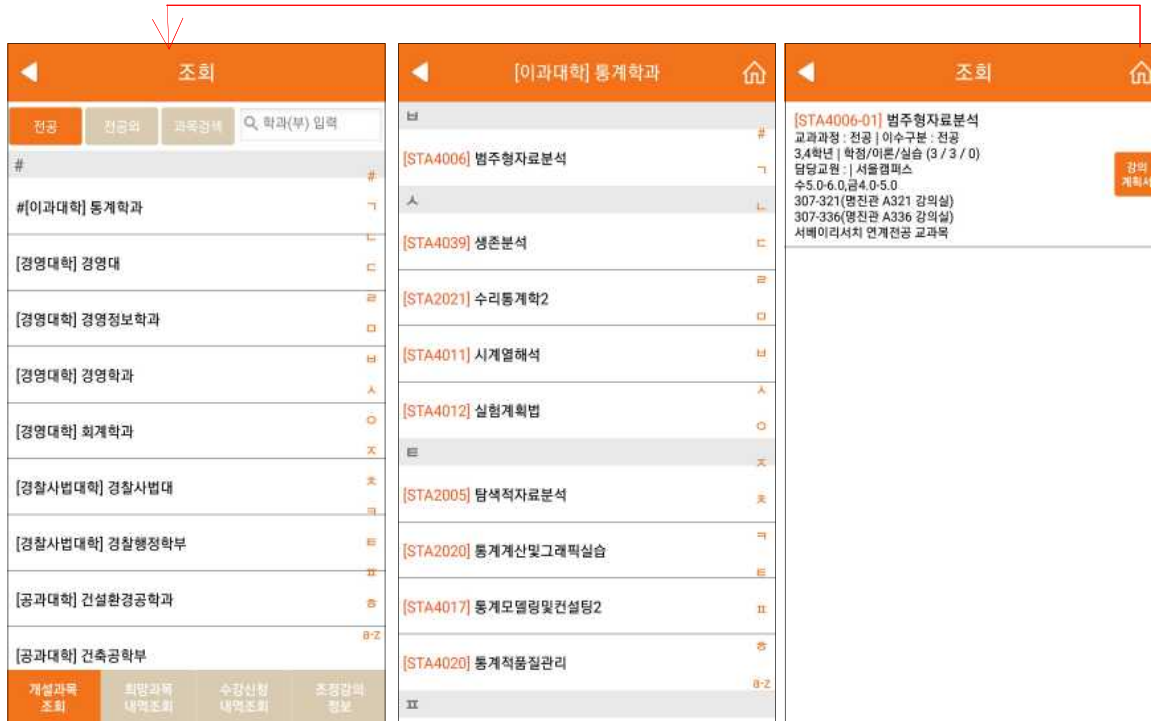 조회
전공
전공외
과목검색
학과(부) 입력
#
#[이과대학] 통계학과
[경영대학] 경영대
[경영대학] 경영정보학과
[경영대학] 경영학과
[경영대학] 회계학과
[경찰사법대학] 경찰사법대
[경찰사법대학] 경찰행정학부
[공과대학] 건설환경공학과
[공과대학] 건축공학부
#
ㄱ
ㄴ
ㄷ
ㄹ
ㅁ
ㅂ
ㅅ
ㅇ
ㅈ
ㅊ
ㅋ
ㅌ
ㅍ
ㅎ
a-z
개설과목
조회
희망과목
내역조회
수강신청
내역조회
조정강의
정보
[이과대학] 통계학과
ㅂ
[STA4006] 범주형자료분석
ㅅ
[STA4039] 생존분석
[STA2021] 수리통계학2
[STA4011] 시계열해석
[STA4012] 실험계획법
ㅌ
[STA2005] 탐색적자료분석
[STA2020] 통계계산및그래픽실습
[STA4017] 통계모델링및컨설팅2
[STA4020] 통계적품질관리
ㅍ
#
ㄱ
ㄴ
ㄷ
ㄹ
ㅁ
ㅂ
ㅅ
ㅇ
ㅈ
ㅊ
ㅋ
ㅌ
ㅍ
ㅎ
a-z
조회
[STA4006-01] 범주형자료분석
교과과정 : 전공 | 이수구분 : 전공
3,4학년 | 학점/이론/실습 (3 / 3 / 0)
담당교원 : | 서울캠퍼스
수5.0-6.0,금4.0-5.0
307-321(명진관 A321 강의실)
307-336(명진관 A336 강의실)
서베이리서치 연계전공 교과목
강의
계획서